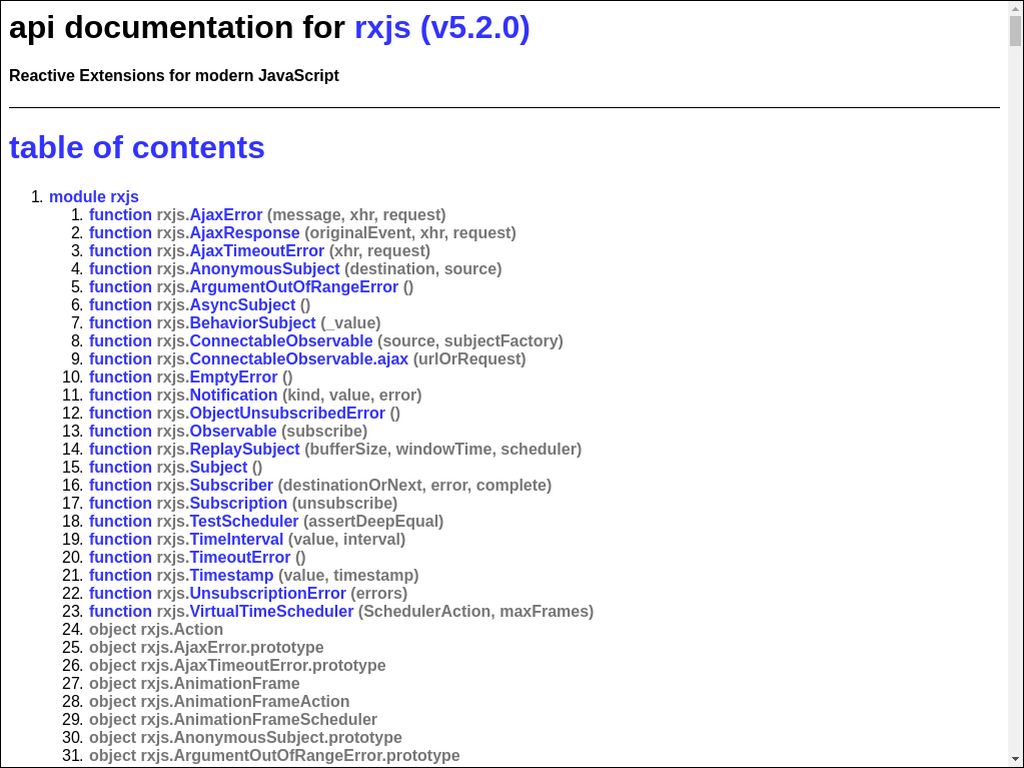 api documentation for rxjs (v5.2.0)
Reactive Extensions for modern JavaScript
table of contents
1. module rxjs
1. function rxjs.AjaxError (message, xhr, request)
2. function rxjs.AjaxResponse (originalEvent, xhr, request)
3. function rxjs.AjaxTimeoutError (xhr, request)
4. function rxjs.AnonymousSubject (destination, source)
5. function rxjs.ArgumentOutOfRangeError ()
6. function rxjs.AsyncSubject ()
7. function rxjs.BehaviorSubject (_value)
8. function rxjs.ConnectableObservable (source, subjectFactory)
9. function rxjs.ConnectableObservable.ajax (urlOrRequest)
10. function rxjs.EmptyError ()
11. function rxjs.Notification (kind, value, error)
12. function rxjs.ObjectUnsubscribedError ()
13. function rxjs.Observable (subscribe)
14. function rxjs.ReplaySubject (bufferSize, windowTime, scheduler)
15. function rxjs.Subject ()
16. function rxjs.Subscriber (destinationOrNext, error, complete)
17. function rxjs.Subscription (unsubscribe)
18. function rxjs.TestScheduler (assertDeepEqual)
19. function rxjs.TimeInterval (value, interval)
20. function rxjs.TimeoutError ()
21. function rxjs.Timestamp (value, timestamp)
22. function rxjs.UnsubscriptionError (errors)
23. function rxjs.VirtualTimeScheduler (SchedulerAction, maxFrames)
24. object rxjs.Action
25. object rxjs.AjaxError.prototype
26. object rxjs.AjaxTimeoutError.prototype
27. object rxjs.AnimationFrame
28. object rxjs.AnimationFrameAction
29. object rxjs.AnimationFrameScheduler
30. object rxjs.AnonymousSubject.prototype
31. object rxjs.ArgumentOutOfRangeError.prototype